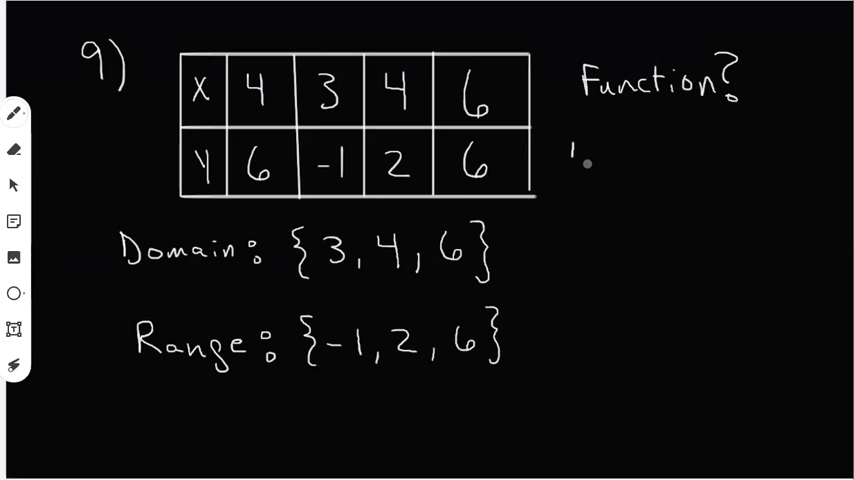 9)
x 4 3 4 6
y 6 -1 2 6
Function?
Domain: {3, 4, 6}
Range: {-1, 2, 6}